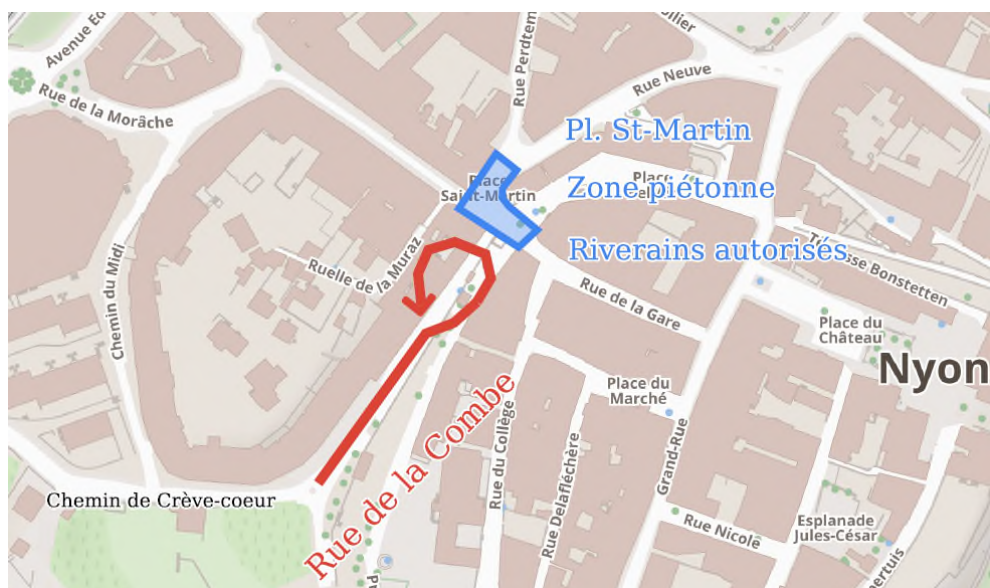 Avenue Ed
Rue de la Morâche
Rue Perdtem
Rue Neuve
Pl. St-Martin
Place
Saint-Martin
Place
Zone piétonne
Riverains autorisés
Bonstetten
Ruelle de la Muraz
Chemin du Midi
Rue de la Gare
Place du
Château
Nyon
Place du
Marché
Rue de la Combe
Rue du Collège
Rue Delafléchère
Grand-Rue
Chemin de Crève-coeur
Rue Nicole
Esplanade
Jules-César